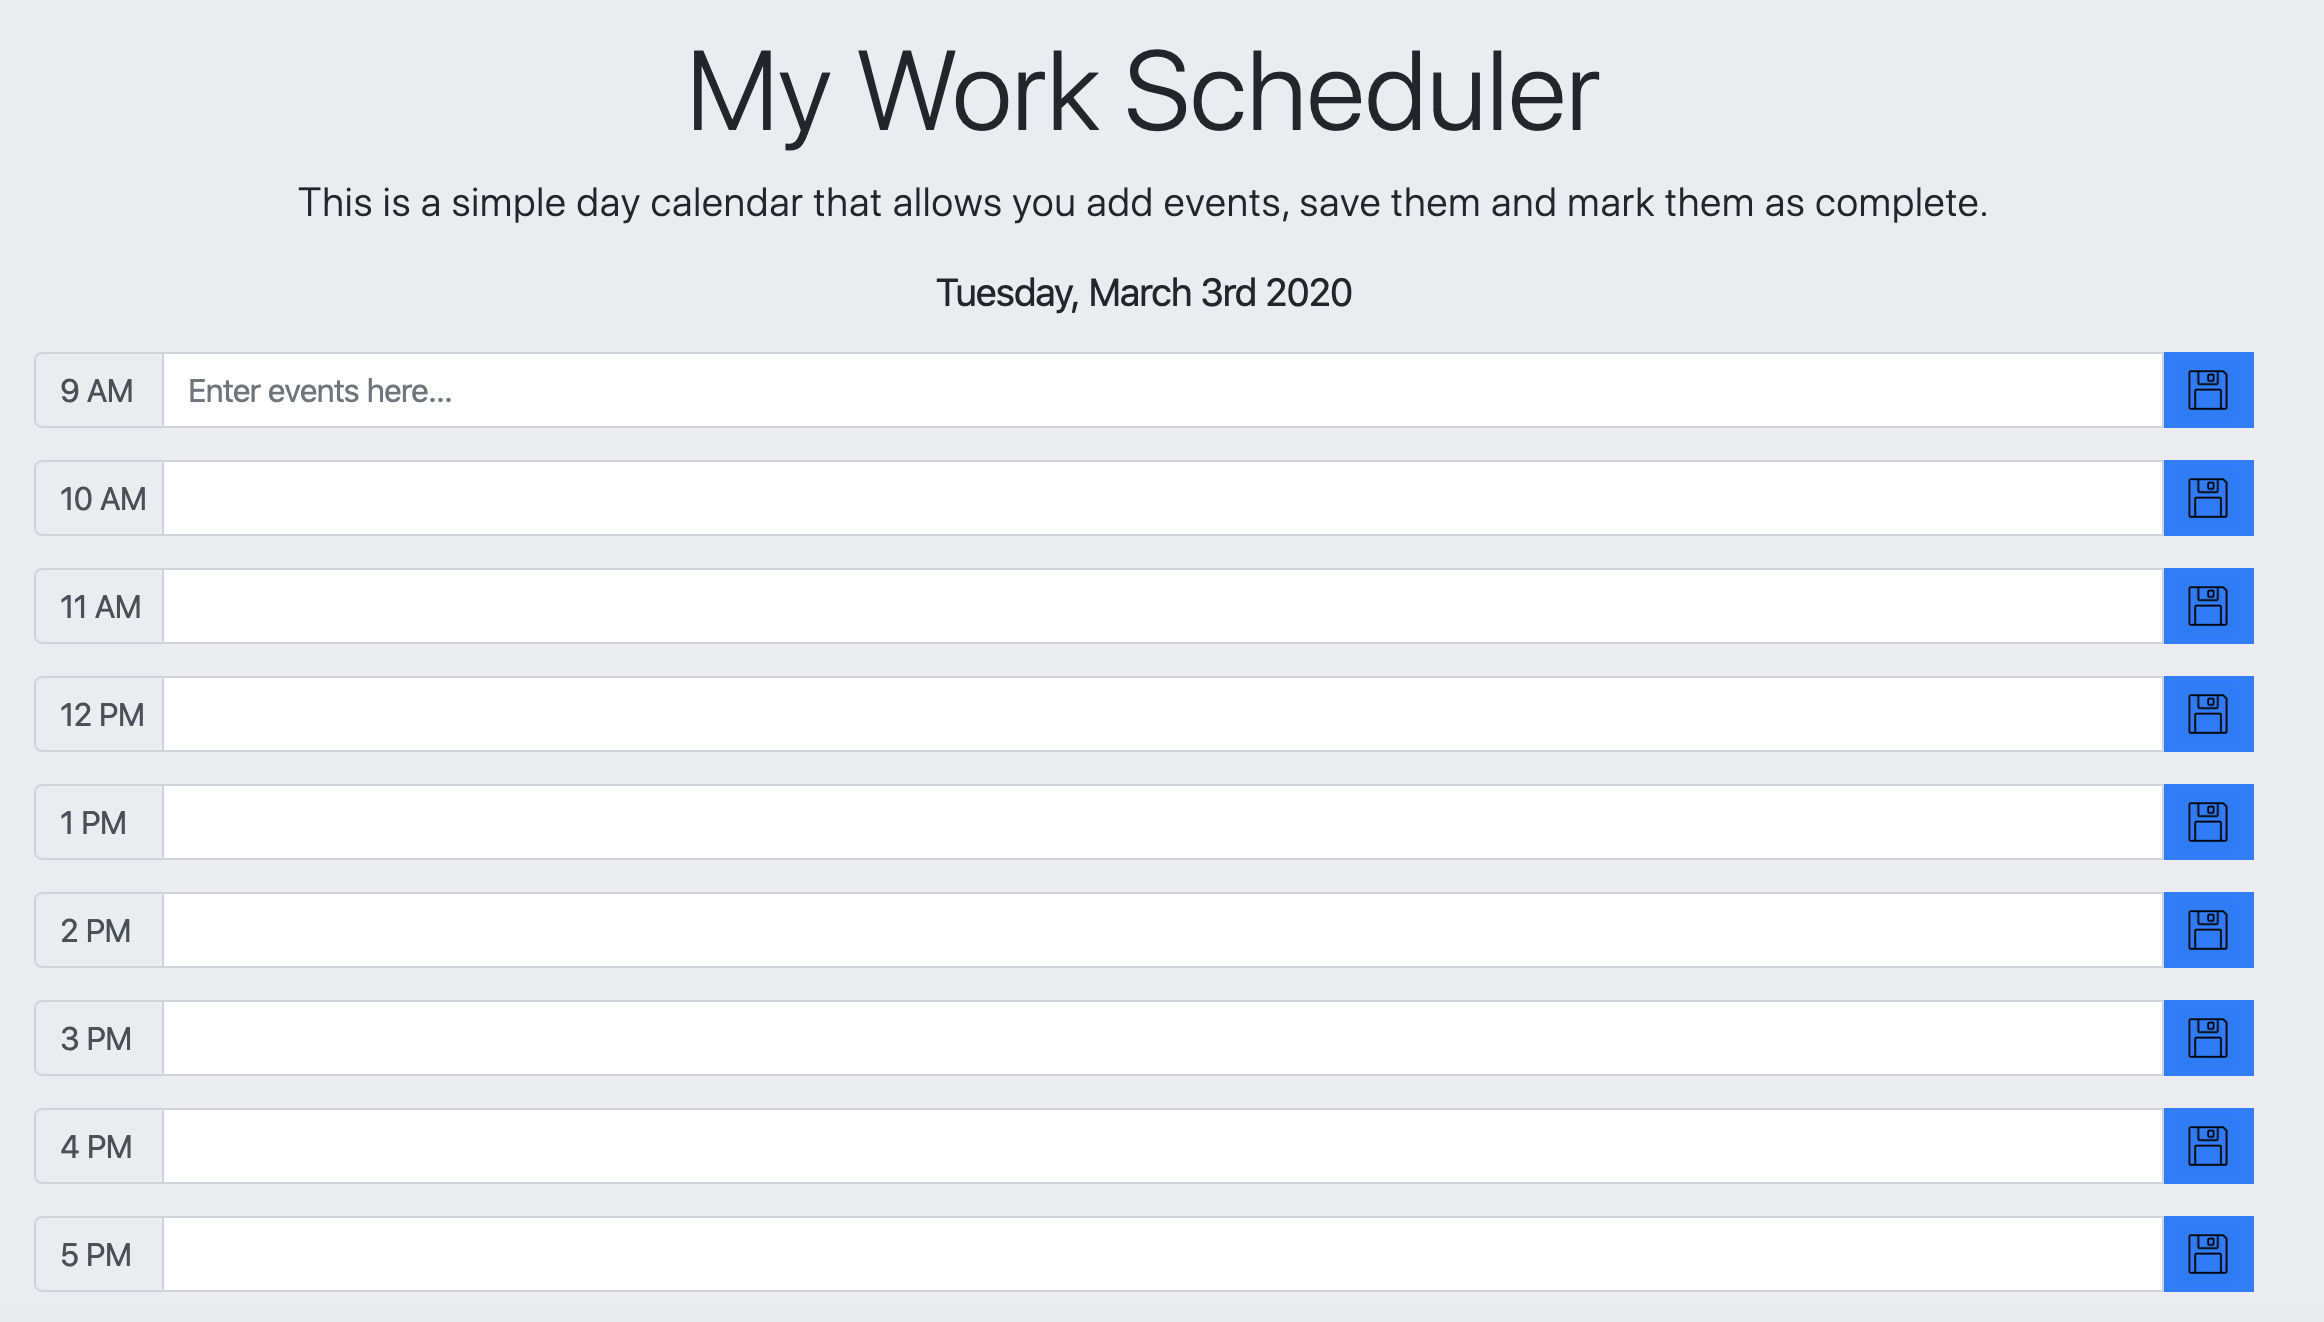 My Work Scheduler
This is a simple day calendar that allows you add events, save them and mark them as complete.
Tuesday, March 3rd 2020
9 AM Enter events here...
10 AM
11 AM
12 PM
1 PM
2 PM
3 PM
4 PM
5 PM